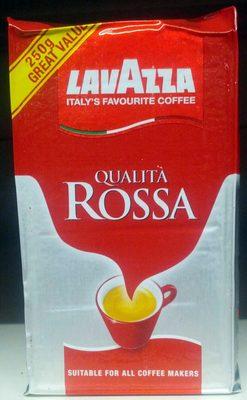 250g
GREAT VALUE
LAVAZZA
ITALY'S FAVOURITE COFFEE
QUALITÀ
ROSSA
SUITABLE FOR ALL COFFEE MAKERS